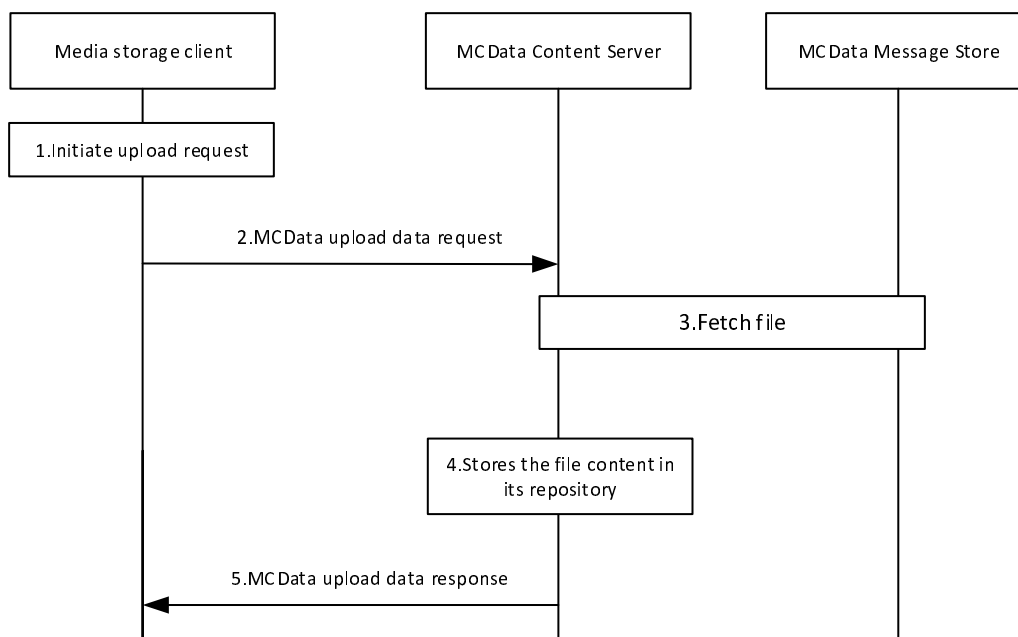 Media storage client
MCData Content Server
MCData Message Store
1.Initiate upload request
2.MCData upload data request
3.Fetch file
4.Stores the file content in
its repository
5.MCData upload data response